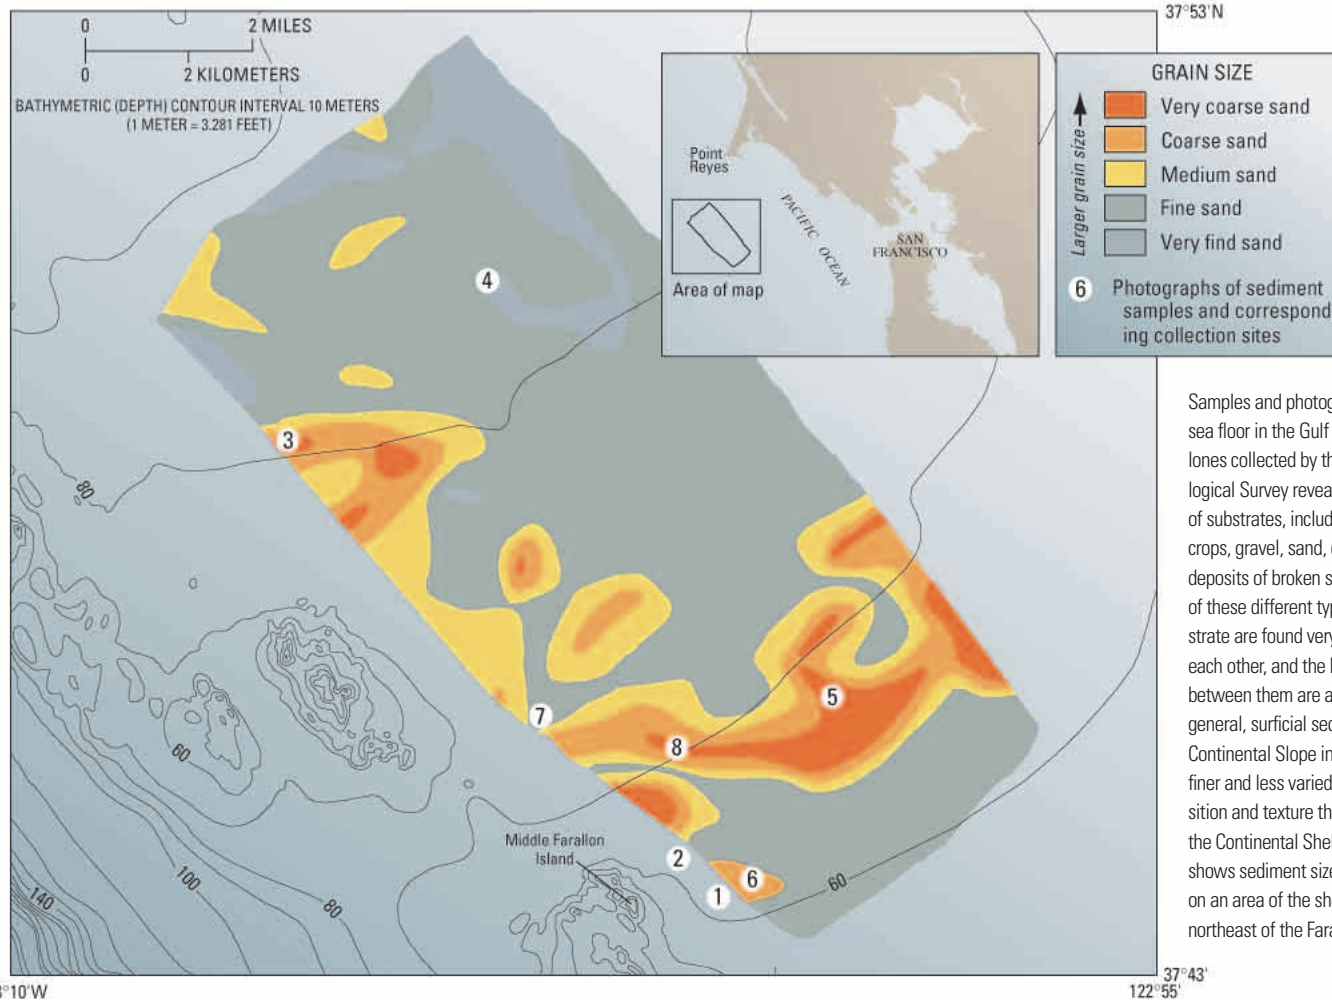 37°53'N
0 2 MILES
0 2 KILOMETERS
BATHYMETRIC (DEPTH) CONTOUR INTERVAL 10 METERS
(1 METER = 3.281 FEET)
Point
Reyes
PACIFIC OCEAN
SAN
FRANCISCO
Area of map
GRAIN SIZE
Larger grain size
Very coarse sand
Coarse sand
Medium sand
Fine sand
Very find sand
6 Photographs of sediment
samples and correspond
ing collection sites
4
3
80
5
7
8
60
Middle Farallon
Island
2
6
1
60
100
80
140
Samples and photog
sea floor in the Gulf
lones collected by th
logical Survey revea
of substrates, includ
crops, gravel, sand,
deposits of broken s
of these different typ
strate are found very
each other, and the
between them are a
general, surficial sed
Continental Slope in
finer and less varied
sition and texture th
the Continental She
shows sediment size
on an area of the sh
northeast of the Fara
37°43'
10'W
122°55'